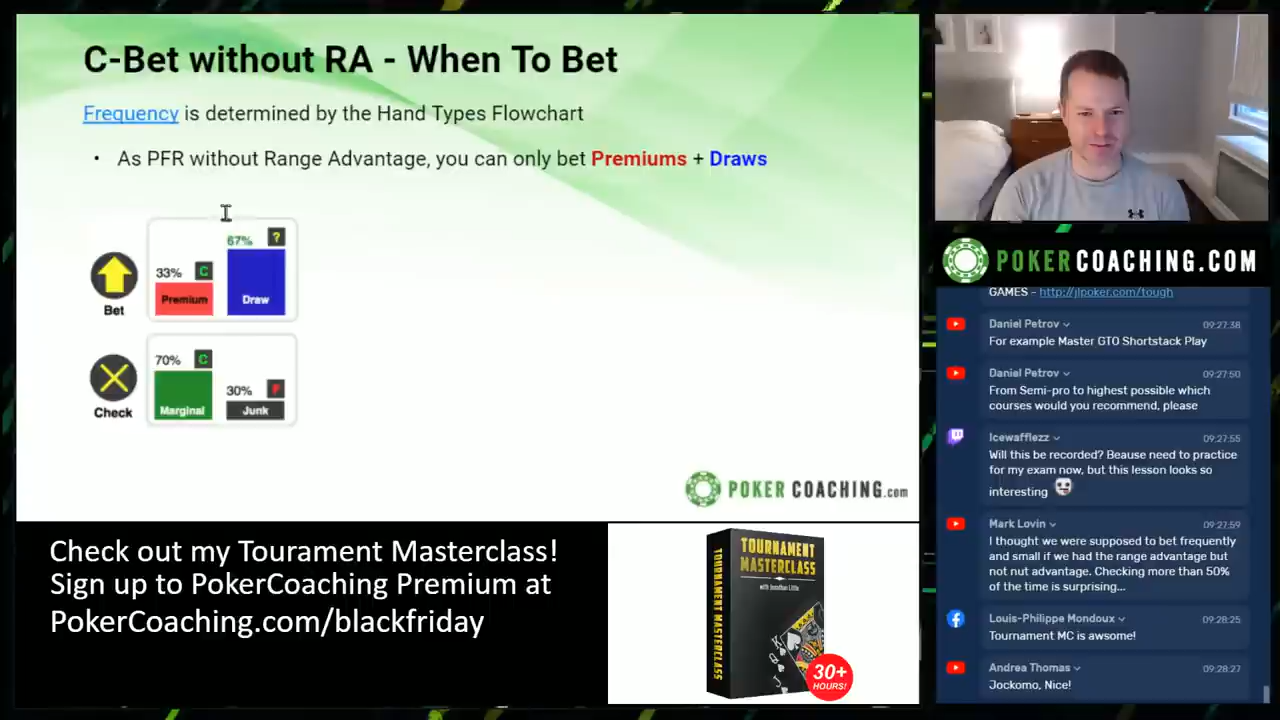 C-Bet without RA - When To Bet
Frequency is determined by the Hand Types Flowchart
• As PFR without Range Advantage, you can only bet Premiums + Draws
Bet
33% C
Premium
67% ?
Draw
Check
70% C
Marginal
30% F
Junk
POKER COACHING.com
Check out my Tourament Masterclass!
Sign up to PokerCoaching Premium at
PokerCoaching.com/blackfriday
TOURNAMENT MASTERCLASS
TOURNAMENT
MASTERCLASS
with Jonathan Little
30+
HOURS!
POKERCOACHING.COM
GAMES - http://jlpoker.com/tough
Daniel Petrov 09:27:38
For example Master GTO Shortstack Play
Daniel Petrov 09:27:50
From Semi-pro to highest possible which
courses would you recommend, please
Icewafflezz 09:27:55
Will this be recorded? Beause need to practice
for my exam now, but this lesson looks so
interesting
Mark Lovin 09:27:59
I thought we were supposed to bet frequently
and small if we had the range advantage but
not nut advantage. Checking more than 50%
of the time is surprising...
Louis-Philippe Mondoux 09:28:25
Tournament MC is awsome!
Andrea Thomas 09:28:27
Jockomo, Nice!